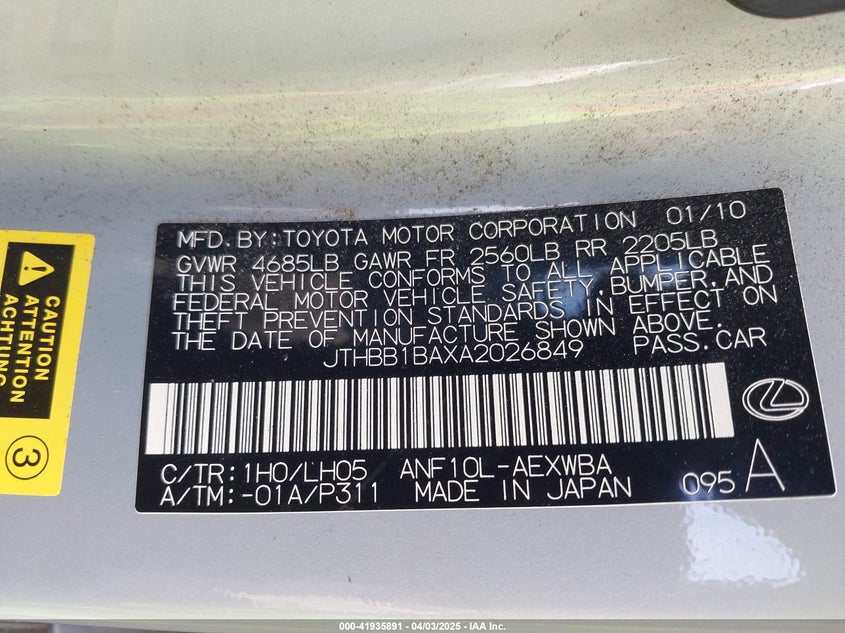 MFD.BY:TOYOTA MOTOR CORPORATION 01/10
GVWR 4685LB GAWR FR 2560LB RR 2205LB
THIS VEHICLE CONFORMS TO ALL APPLICABLE
FEDERAL MOTOR VEHICLE SAFETY,BUMPER,AND
THEFT PREVENTION STANDARDS IN EFFECT ON
THE DATE OF MANUFACTURE SHOWN ABOVE.
JTHBB1BAXA2026849 PASS.CAR
C/TR:1H0/LH05 ANF10L-AEXWBA
A/TM:-01A/P311 MADE IN JAPAN 095 A
CAUTION
ATTENTION
ACHTUNG
3
000-41935891 - 04/03/2025 - IAA Inc.